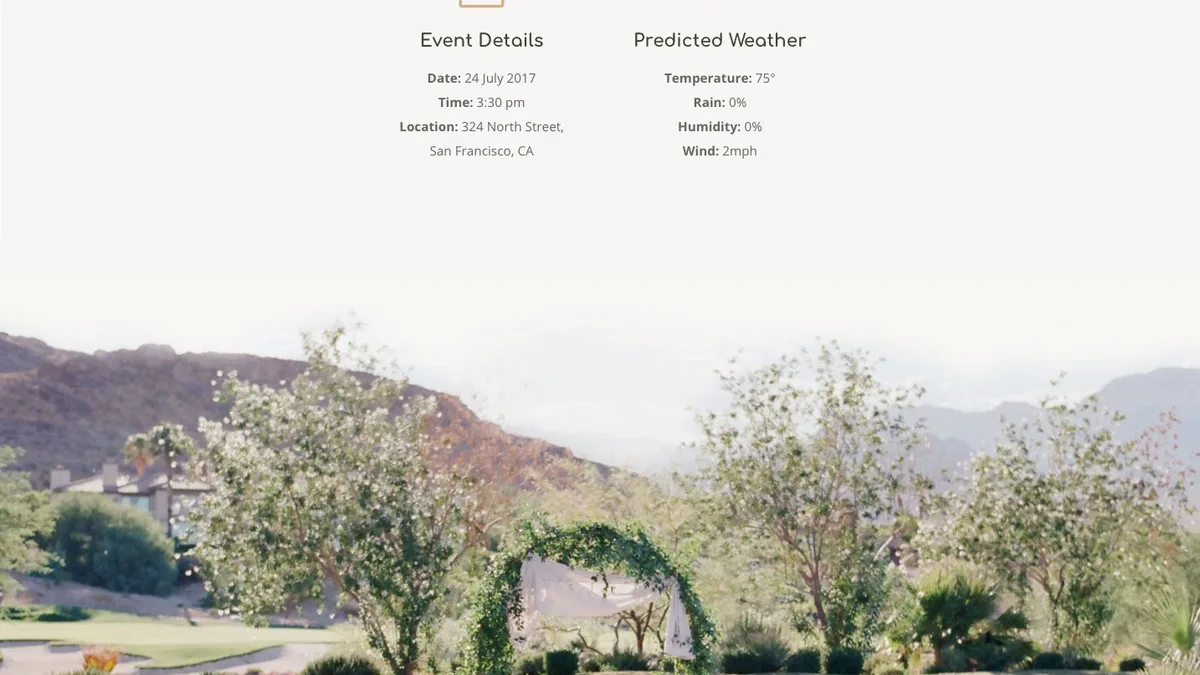 Event Details
Date: 24 July 2017
Time: 3:30 pm
Location: 324 North Street,
San Francisco, CA
Predicted Weather
Temperature: 75°
Rain: 0%
Humidity: 0%
Wind: 2mph